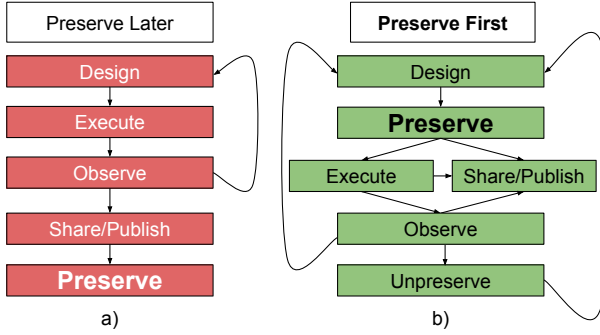 Preserve Later
Design
Execute
Observe
Share/Publish
Preserve
a)
Preserve First
Design
Preserve
Execute
Share/Publish
Observe
Unpreserve
b)